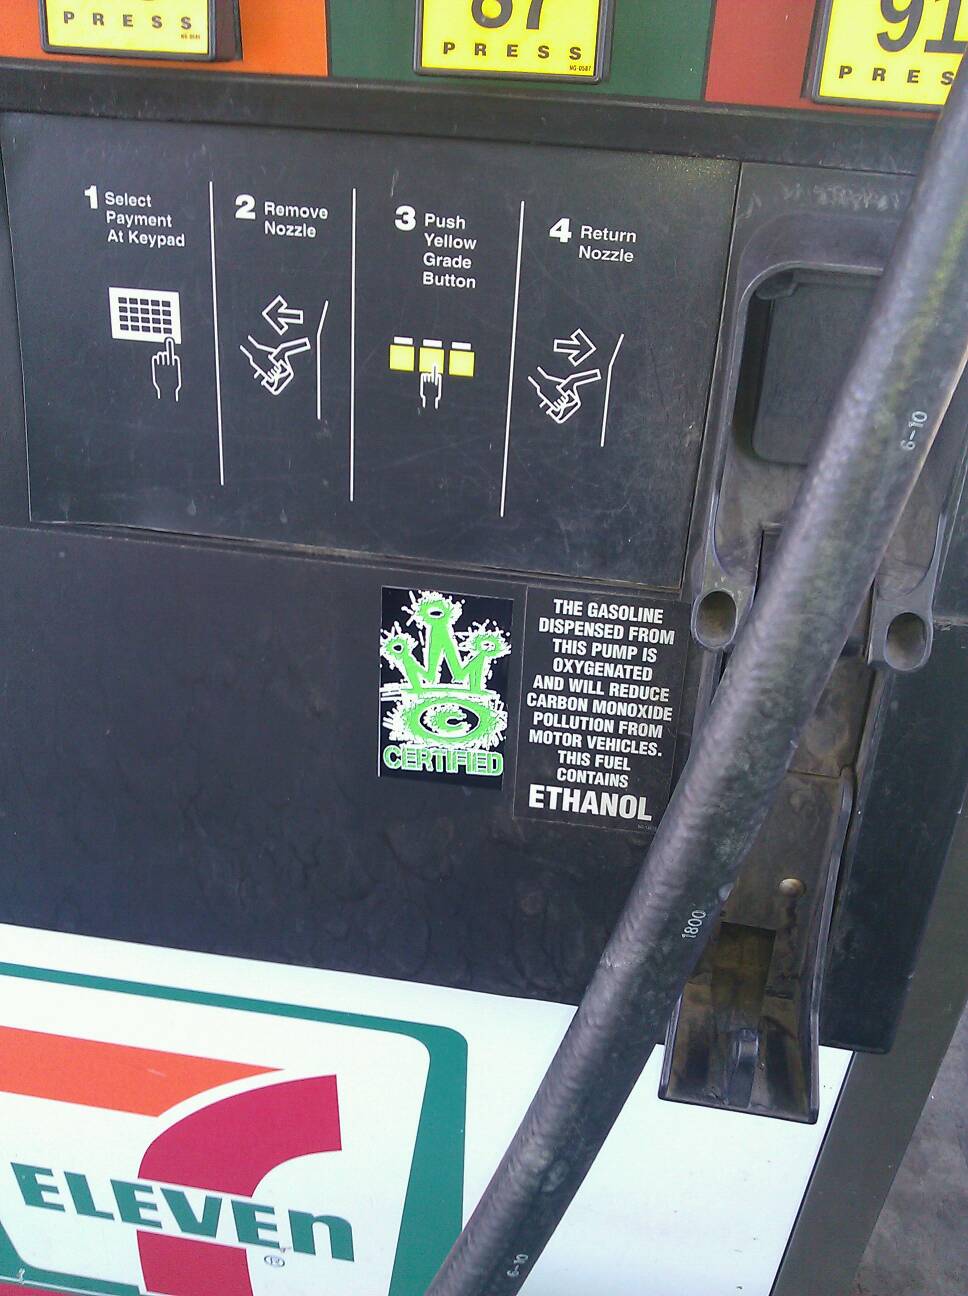 PRESS
87
PRESS
91
PRES
1 Select
Payment
At Keypad
2 Remove
Nozzle
3 Push
Yellow
Grade
Button
4 Return
Nozzle
6-10
C
CERTIFIED
THE GASOLINE
DISPENSED FROM
THIS PUMP IS
OXYGENATED
AND WILL REDUCE
CARBON MONOXIDE
POLLUTION FROM
MOTOR VEHICLES.
THIS FUEL
CONTAINS
ETHANOL
1800
7
ELEVEn
®
6-10